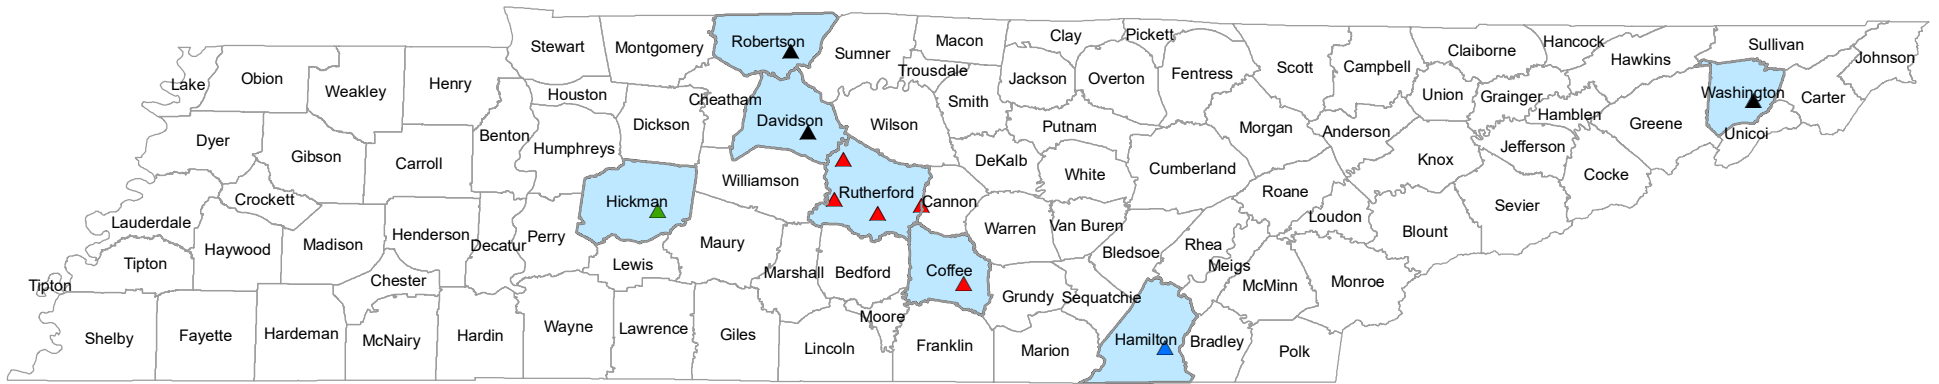 Stewart
Montgomery
Robertson
Sumner
Macon
Clay
Pickett
Claiborne
Hancock
Hawkins
Sullivan
Johnson
Lake
Obion
Weakley
Henry
Houston
Cheatham
Trousdale
Smith
Jackson
Overton
Fentress
Scott
Campbell
Union
Grainger
Hamblen
Greene
Washington
Carter
Unicoi
Dyer
Gibson
Carroll
Benton
Humphreys
Dickson
Davidson
Wilson
Putnam
DeKalb
White
Cumberland
Morgan
Anderson
Knox
Jefferson
Cocke
Sevier
Lauderdale
Crockett
Haywood
Madison
Henderson
Decatur
Perry
Hickman
Williamson
Rutherford
Cannon
Warren
Van Buren
Bledsoe
Rhea
Roane
Loudon
Blount
Tipton
Tipton
Chester
Lewis
Maury
Marshall
Bedford
Coffee
Grundy
Sequatchie
Meigs
McMinn
Monroe
Shelby
Fayette
Hardeman
McNairy
Hardin
Wayne
Lawrence
Giles
Lincoln
Moore
Franklin
Marion
Hamilton
Bradley
Polk